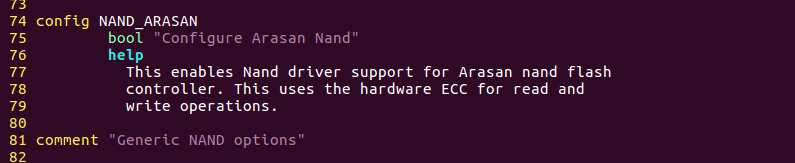 73
74 config NAND_ARASAN
75         bool "Configure Arasan Nand"
76         help
77           This enables Nand driver support for Arasan nand flash
78           controller. This uses the hardware ECC for read and
79           write operations.
80
81 comment "Generic NAND options"
82